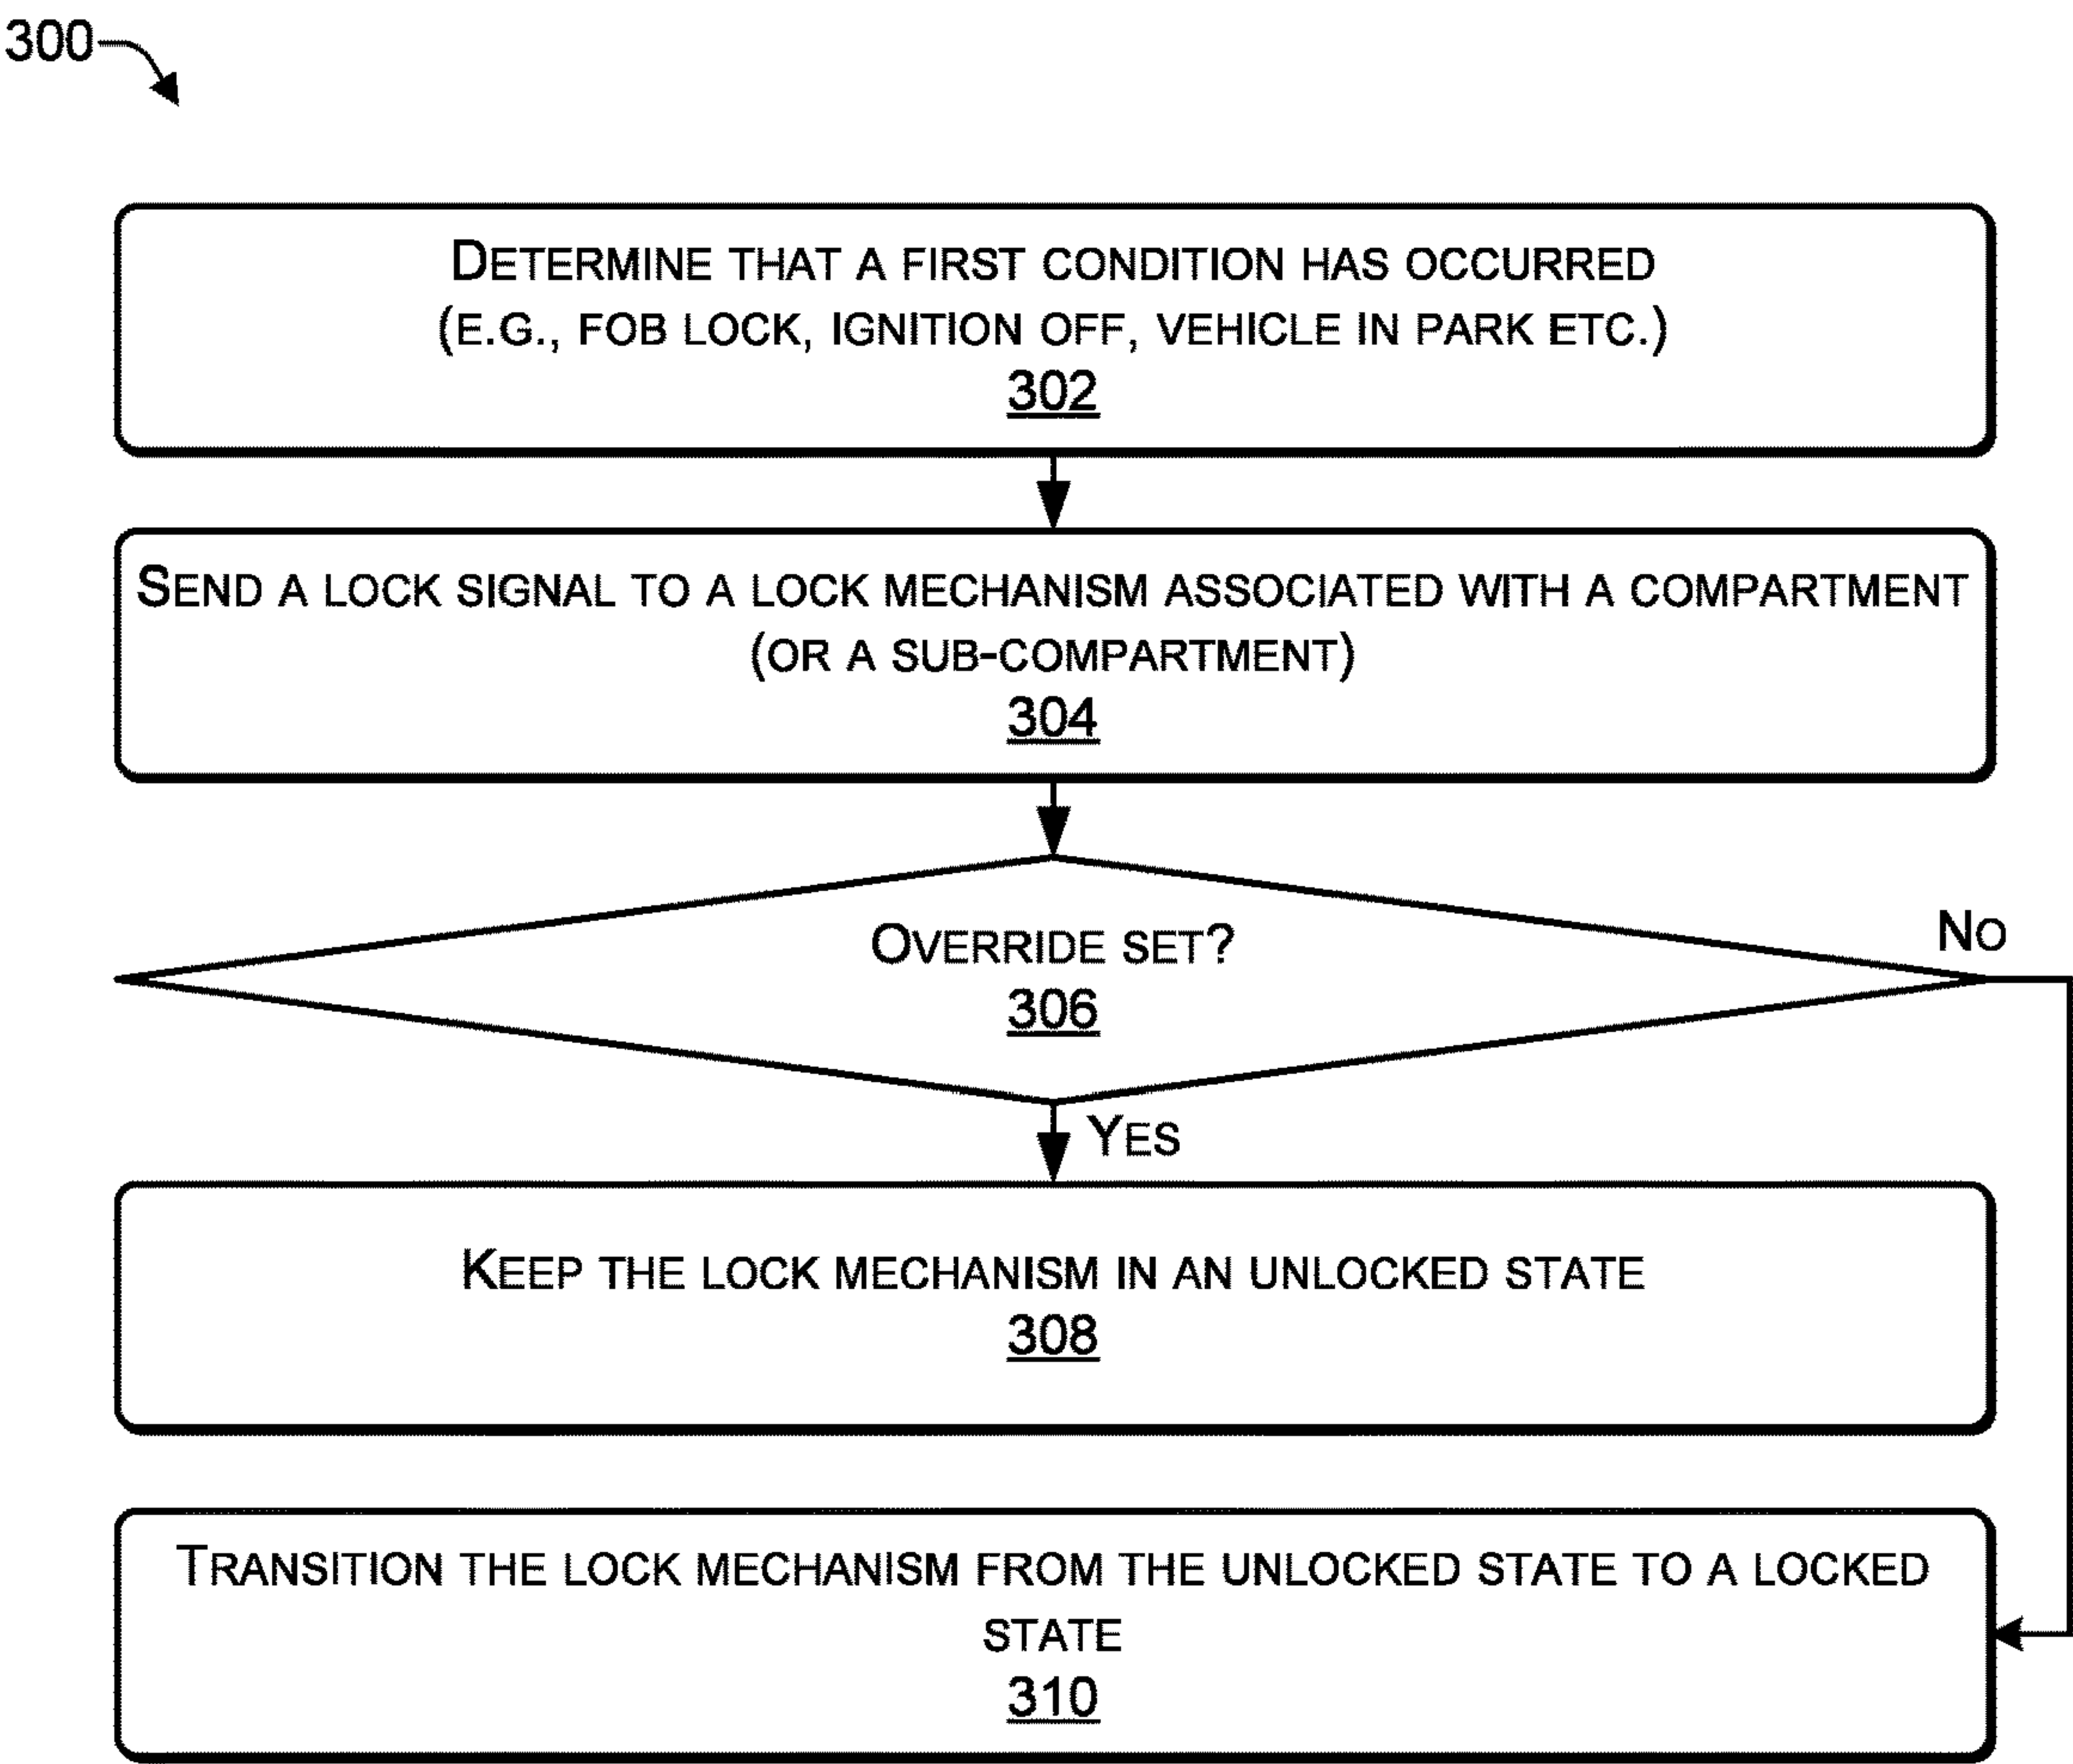 300
DETERMINE THAT A FIRST CONDITION HAS OCCURRED
(E.G., FOB LOCK, IGNITION OFF, VEHICLE IN PARK ETC.)
302
SEND A LOCK SIGNAL TO A LOCK MECHANISM ASSOCIATED WITH A COMPARTMENT
(OR A SUB-COMPARTMENT)
304
OVERRIDE SET?
306
NO
YES
KEEP THE LOCK MECHANISM IN AN UNLOCKED STATE
308
TRANSITION THE LOCK MECHANISM FROM THE UNLOCKED STATE TO A LOCKED
STATE
310